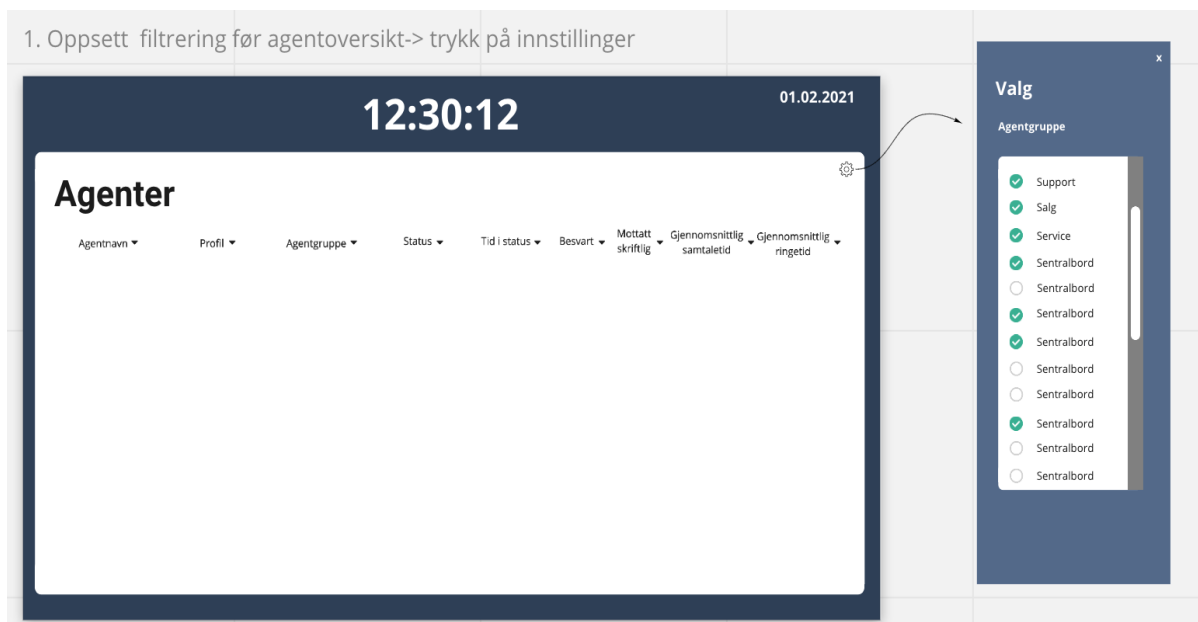 1. Oppsett  filtrering før agentoversikt-> trykk på innstillinger
12:30:12
01.02.2021
Agenter
Agentnavn
Profil
Agentgruppe
Status
Tid i status
Besvart
Mottatt
skriftlig
Gjennomsnittlig
samtaletid
Gjennomsnittlig
ringetid
x
Valg
Agentgruppe
Support
Salg
Service
Sentralbord
Sentralbord
Sentralbord
Sentralbord
Sentralbord
Sentralbord
Sentralbord
Sentralbord
Sentralbord